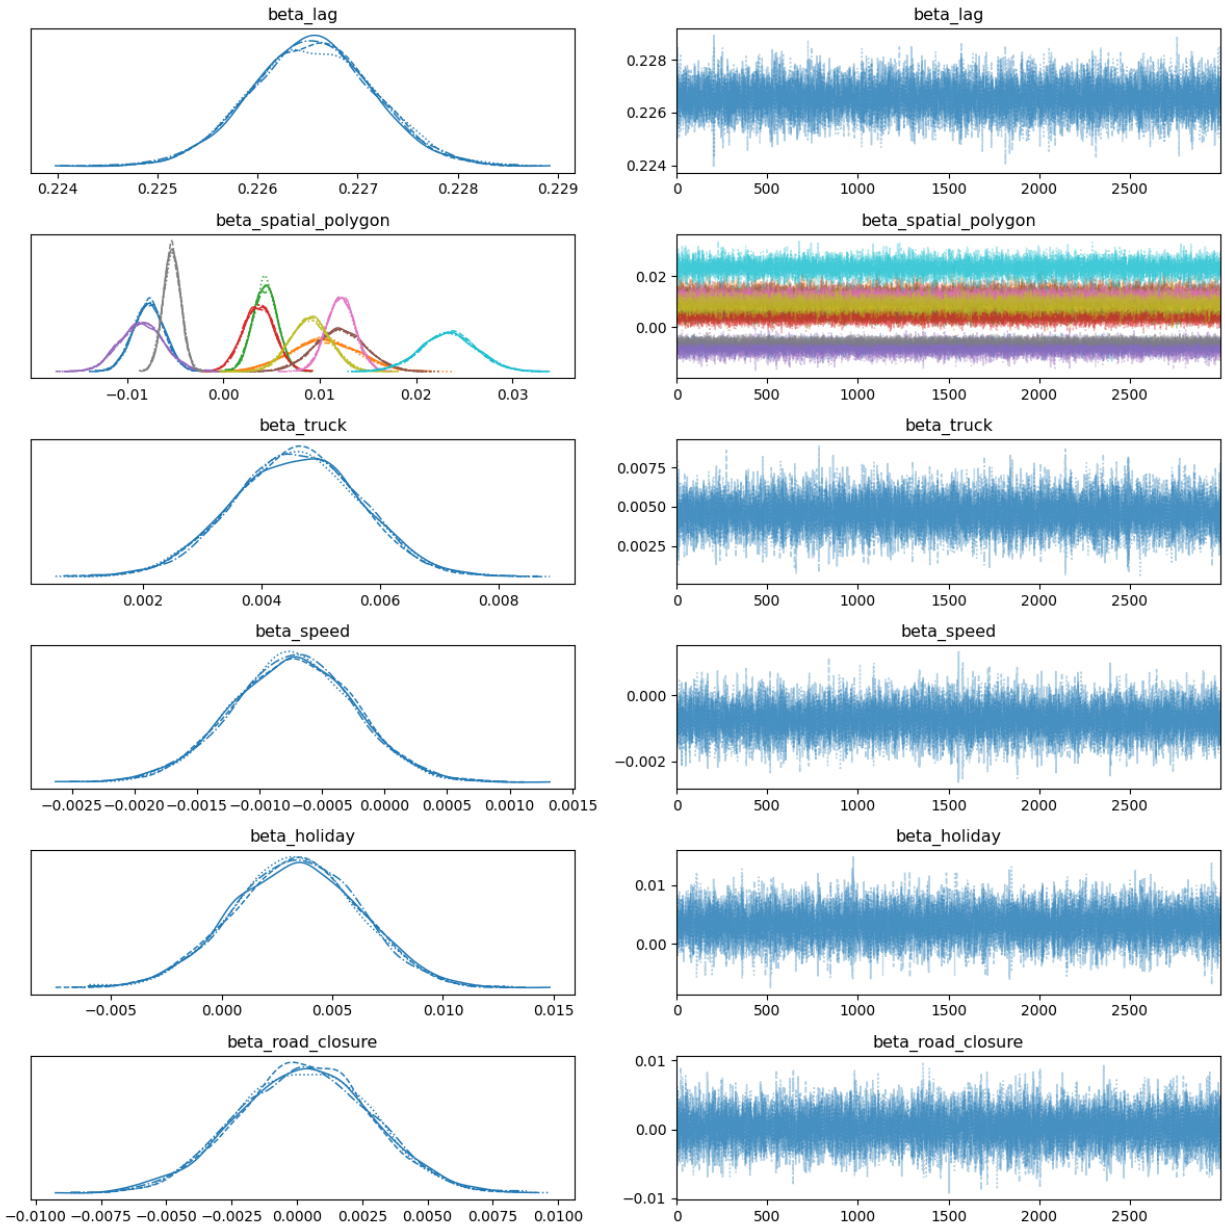 beta_lag
beta_lag
0.228
0.226
0.224
0.224 0.225 0.226 0.227 0.228 0.229
0 500 1000 1500 2000 2500
beta_spatial_polygon
beta_spatial_polygon
0.02
0.00
−0.01 0.00 0.01 0.02 0.03
0 500 1000 1500 2000 2500
beta_truck
beta_truck
0.0075
0.0050
0.0025
0.002 0.004 0.006 0.008
0 500 1000 1500 2000 2500
beta_speed
beta_speed
0.000
−0.002
−0.0025 −0.0020 −0.0015 −0.0010 −0.0005 0.0000 0.0005 0.0010 0.0015
0 500 1000 1500 2000 2500
beta_holiday
beta_holiday
0.01
0.00
−0.005 0.000 0.005 0.010 0.015
0 500 1000 1500 2000 2500
beta_road_closure
beta_road_closure
0.01
0.00
−0.01
−0.0100 −0.0075 −0.0050 −0.0025 0.0000 0.0025 0.0050 0.0075 0.0100
0 500 1000 1500 2000 2500